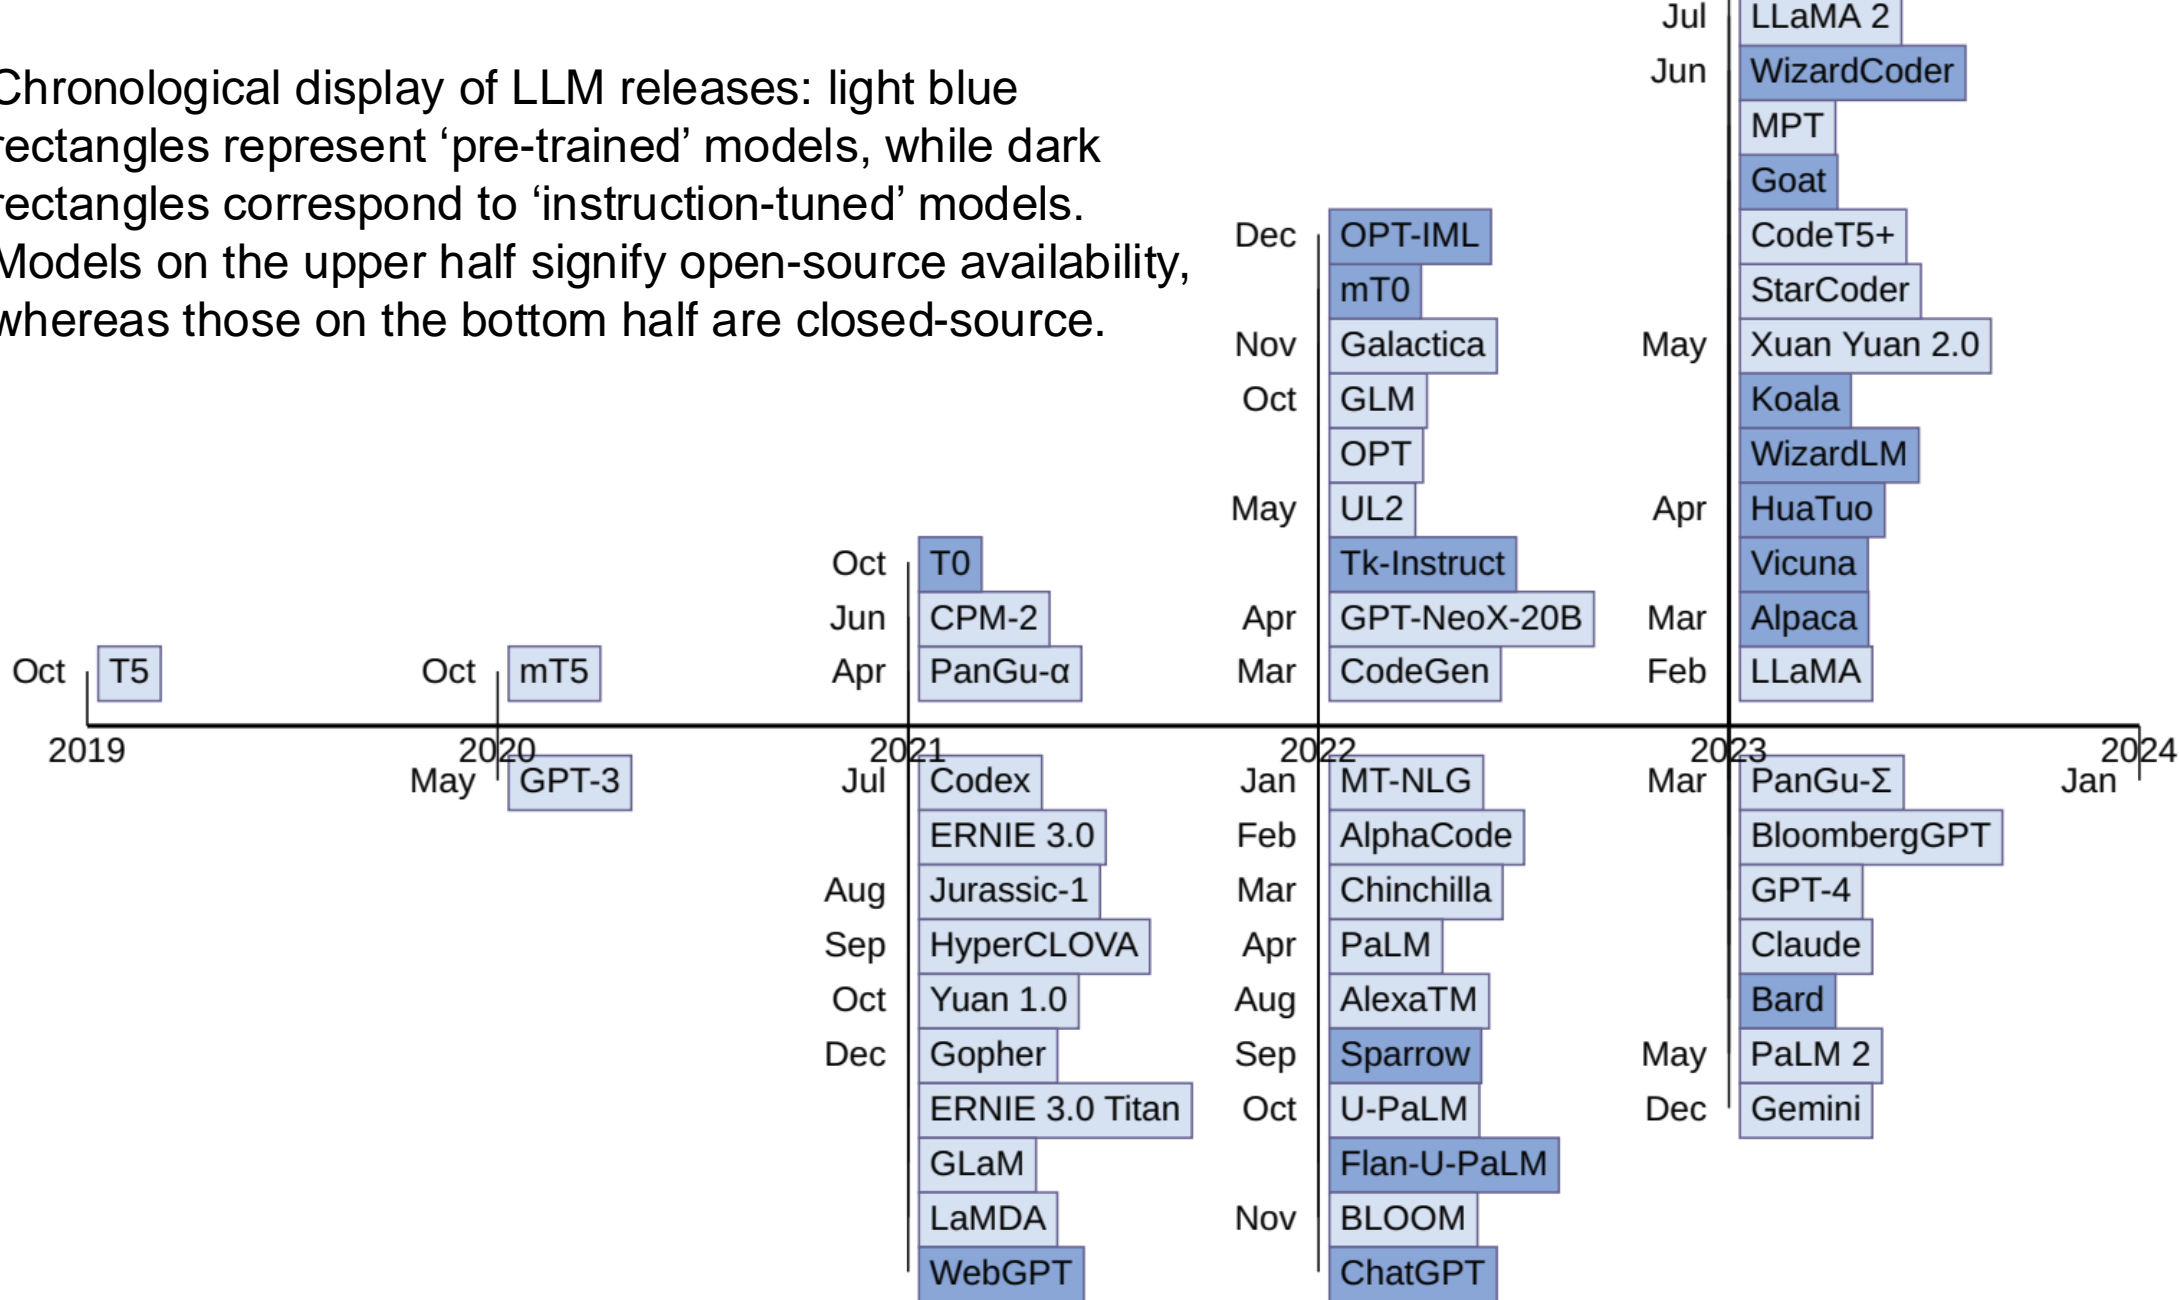 Chronological display of LLM releases: light blue
rectangles represent ‘pre-trained’ models, while dark
rectangles correspond to ‘instruction-tuned’ models.
Models on the upper half signify open-source availability,
whereas those on the bottom half are closed-source.
Oct T5
2019
Oct mT5
2020
May GPT-3
Oct T0
Jun CPM-2
Apr PanGu-α
2021
Jul Codex
ERNIE 3.0
Aug Jurassic-1
Sep HyperCLOVA
Oct Yuan 1.0
Dec Gopher
ERNIE 3.0 Titan
GLaM
LaMDA
WebGPT
Dec OPT-IML
mT0
Nov Galactica
Oct GLM
OPT
May UL2
Tk-Instruct
Apr GPT-NeoX-20B
Mar CodeGen
2022
Jan MT-NLG
Feb AlphaCode
Mar Chinchilla
Apr PaLM
Aug AlexaTM
Sep Sparrow
Oct U-PaLM
Flan-U-PaLM
Nov BLOOM
ChatGPT
Jul LLaMA 2
Jun WizardCoder
MPT
Goat
CodeT5+
StarCoder
May Xuan Yuan 2.0
Koala
WizardLM
Apr HuaTuo
Vicuna
Mar Alpaca
Feb LLaMA
2023
Mar PanGu-Σ
BloombergGPT
GPT-4
Claude
Bard
May PaLM 2
Dec Gemini
2024
Jan